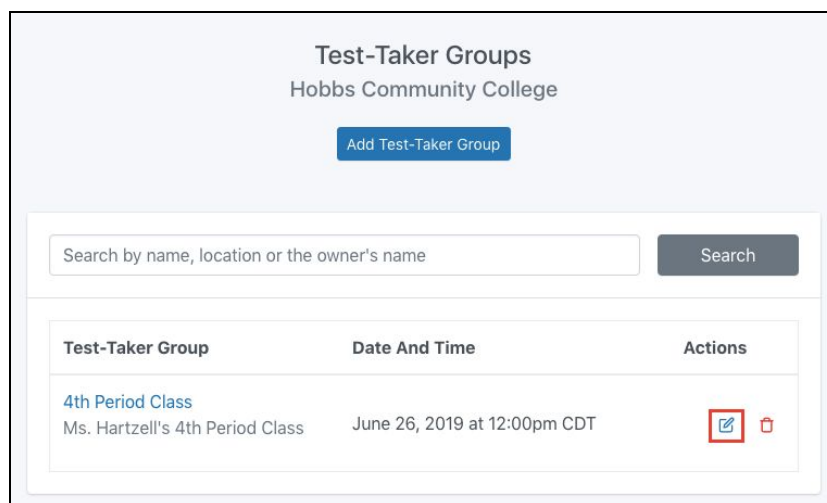 Test-Taker Groups
Hobbs Community College
Add Test-Taker Group
Search by name, location or the owner's name
Search
Test-Taker Group Date And Time Actions
4th Period Class
Ms. Hartzell's 4th Period Class
June 26, 2019 at 12:00pm CDT